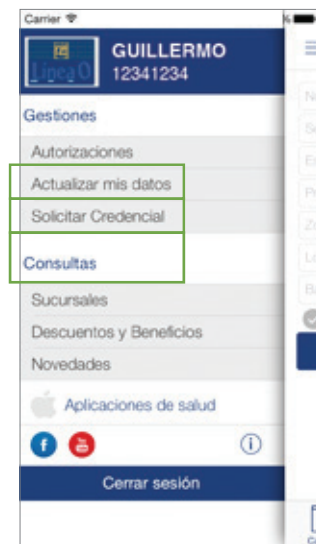 Carrier
GUILLERMO
Línea O
12341234
Gestiones
Autorizaciones
Actualizar mis datos
Solicitar Credencial
Consultas
Sucursales
Descuentos y Beneficios
Novedades
Aplicaciones de salud
Cerrar sesión